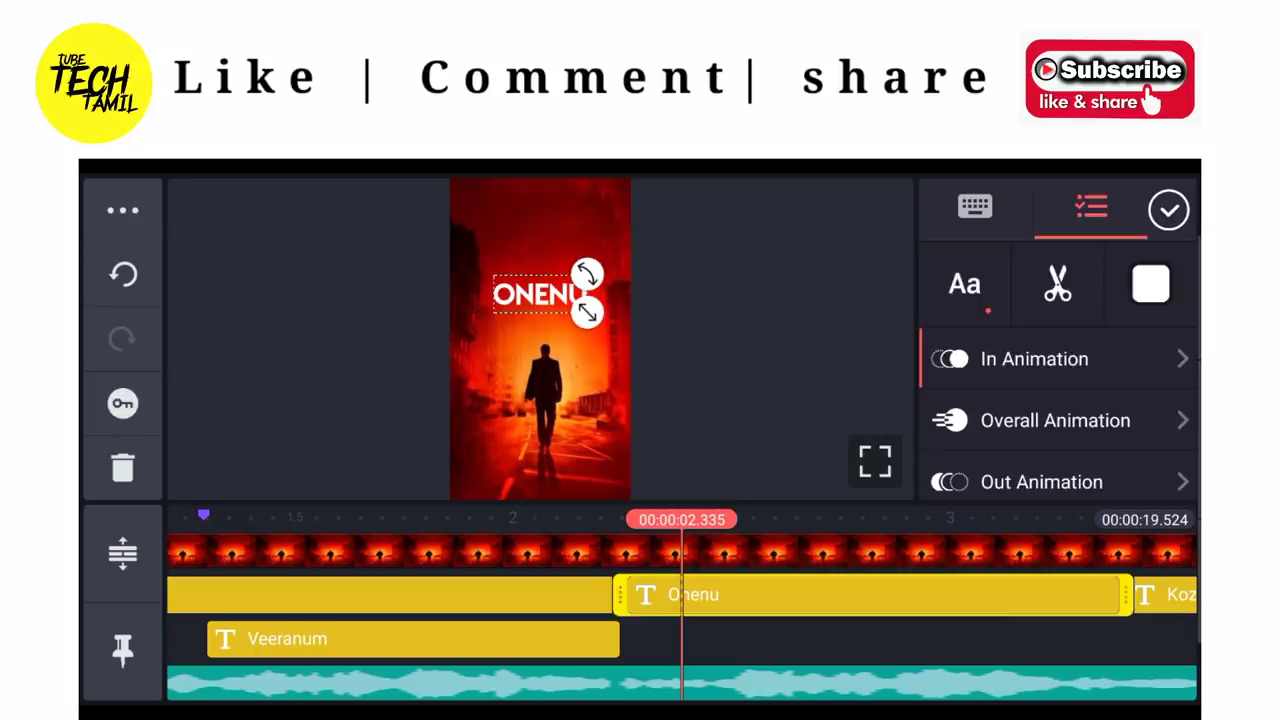 TUBE
TECH
TAMIL
Like | Comment| share
Subscribe
like & share
ONENU
Aa
In Animation
Overall Animation
Out Animation
1.5
2
00:00:02.335
3
00:00:19.524
T Onenu
T Koz
T Veeranum